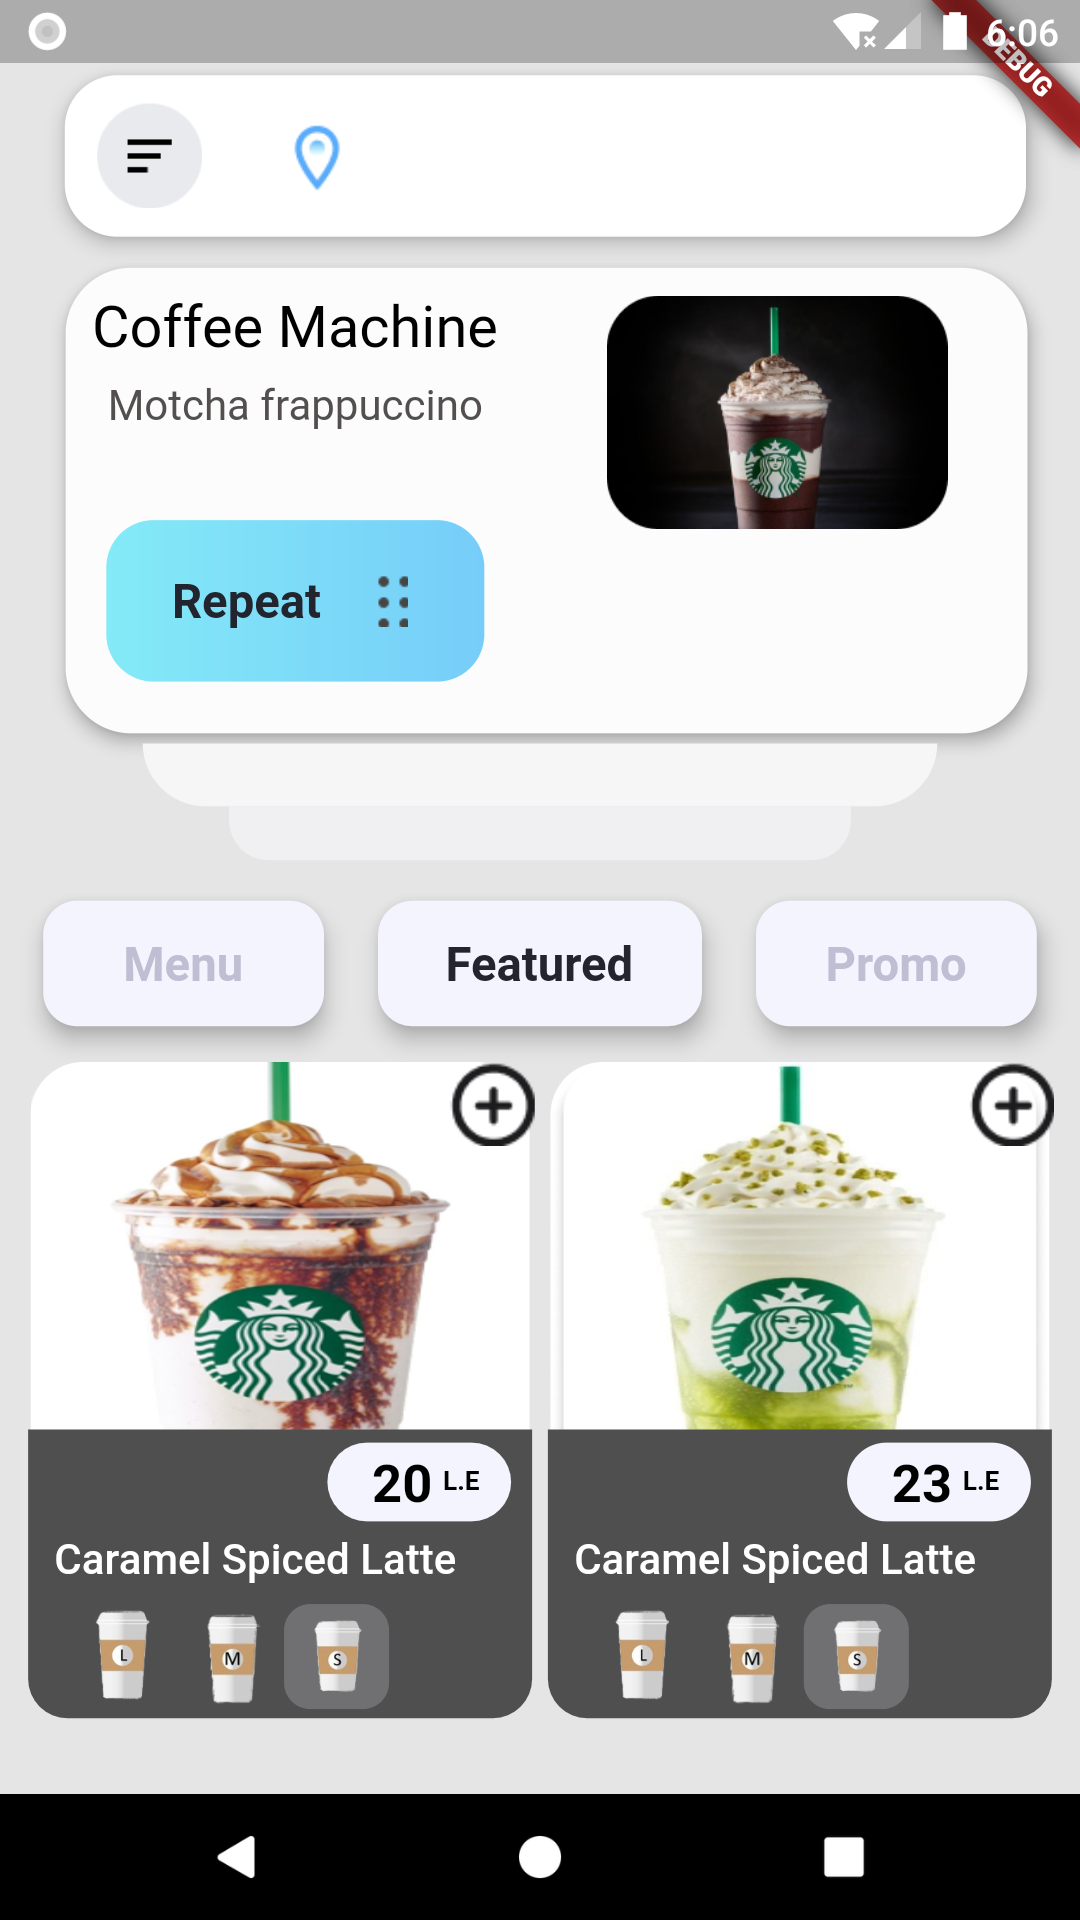 6:06
DEBUG
Coffee Machine
Motcha frappuccino
Repeat
Menu
Featured
Promo
20 L.E
23 L.E
Caramel Spiced Latte
Caramel Spiced Latte
L
M
S
L
M
S